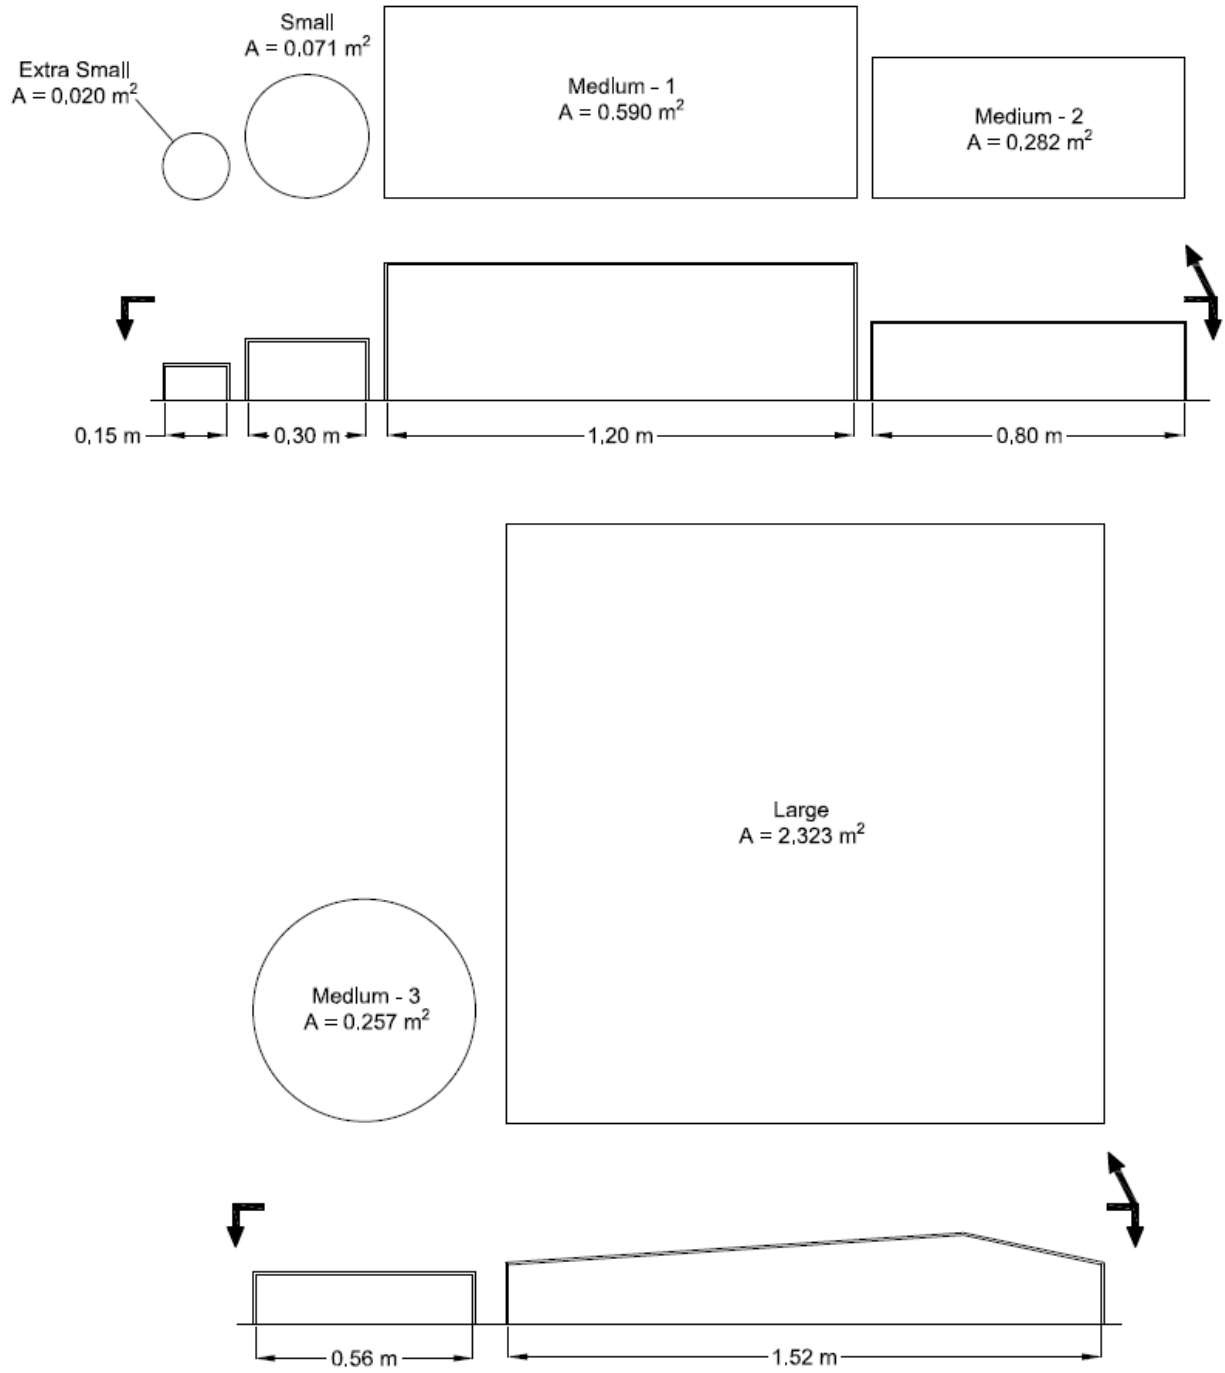 Small
A = 0.071 m²
Extra Small
A = 0.020 m²
Medium - 1
A = 0.590 m²
Medium - 2
A = 0.282 m²
0.15 m
0.30 m
1.20 m
0.80 m
Large
A = 2.323 m²
Medium - 3
A = 0.257 m²
0.56 m
1.52 m